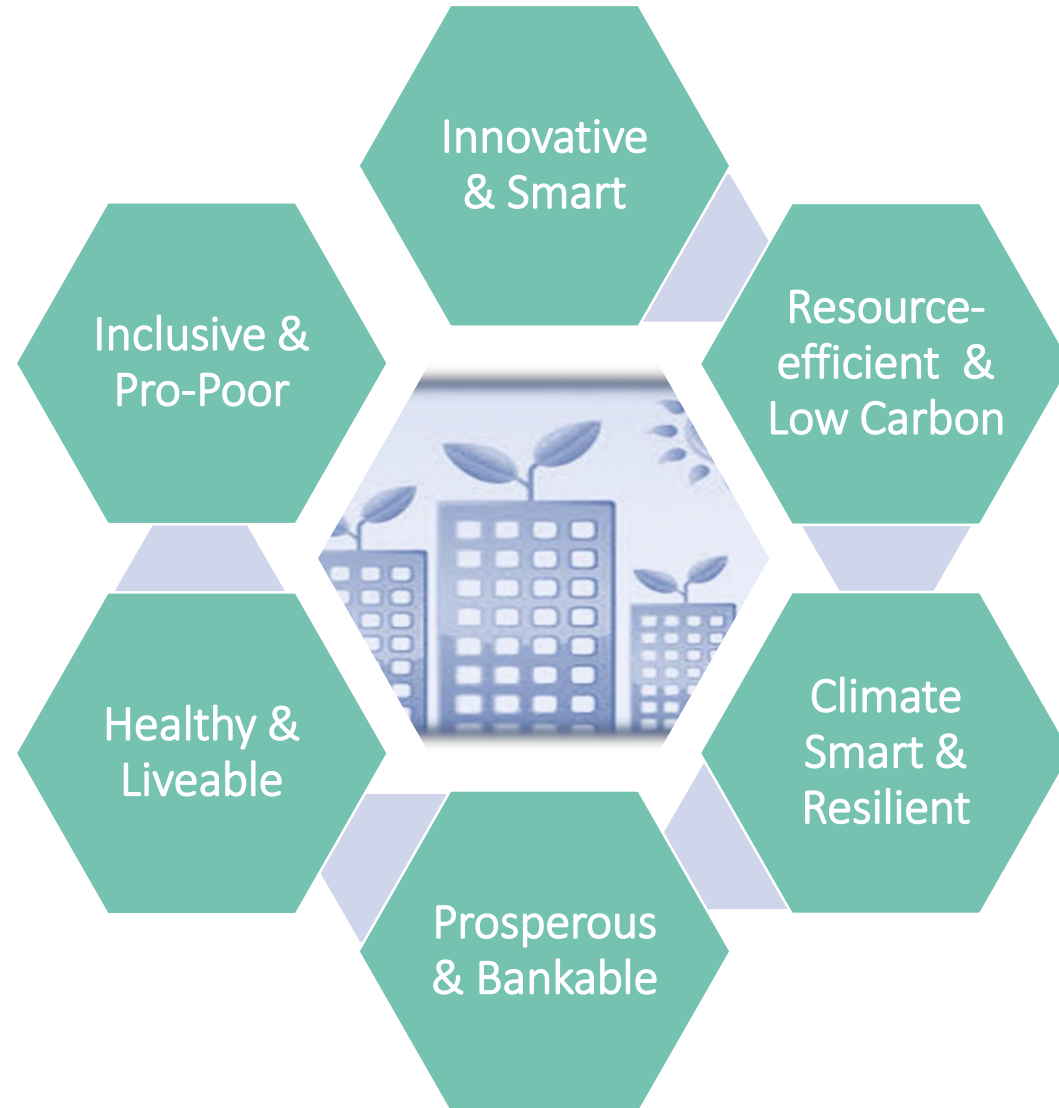 Innovative
& Smart
Resource-
efficient  &
Low Carbon
Climate
Smart &
Resilient
Prosperous
& Bankable
Healthy &
Liveable
Inclusive &
Pro-Poor